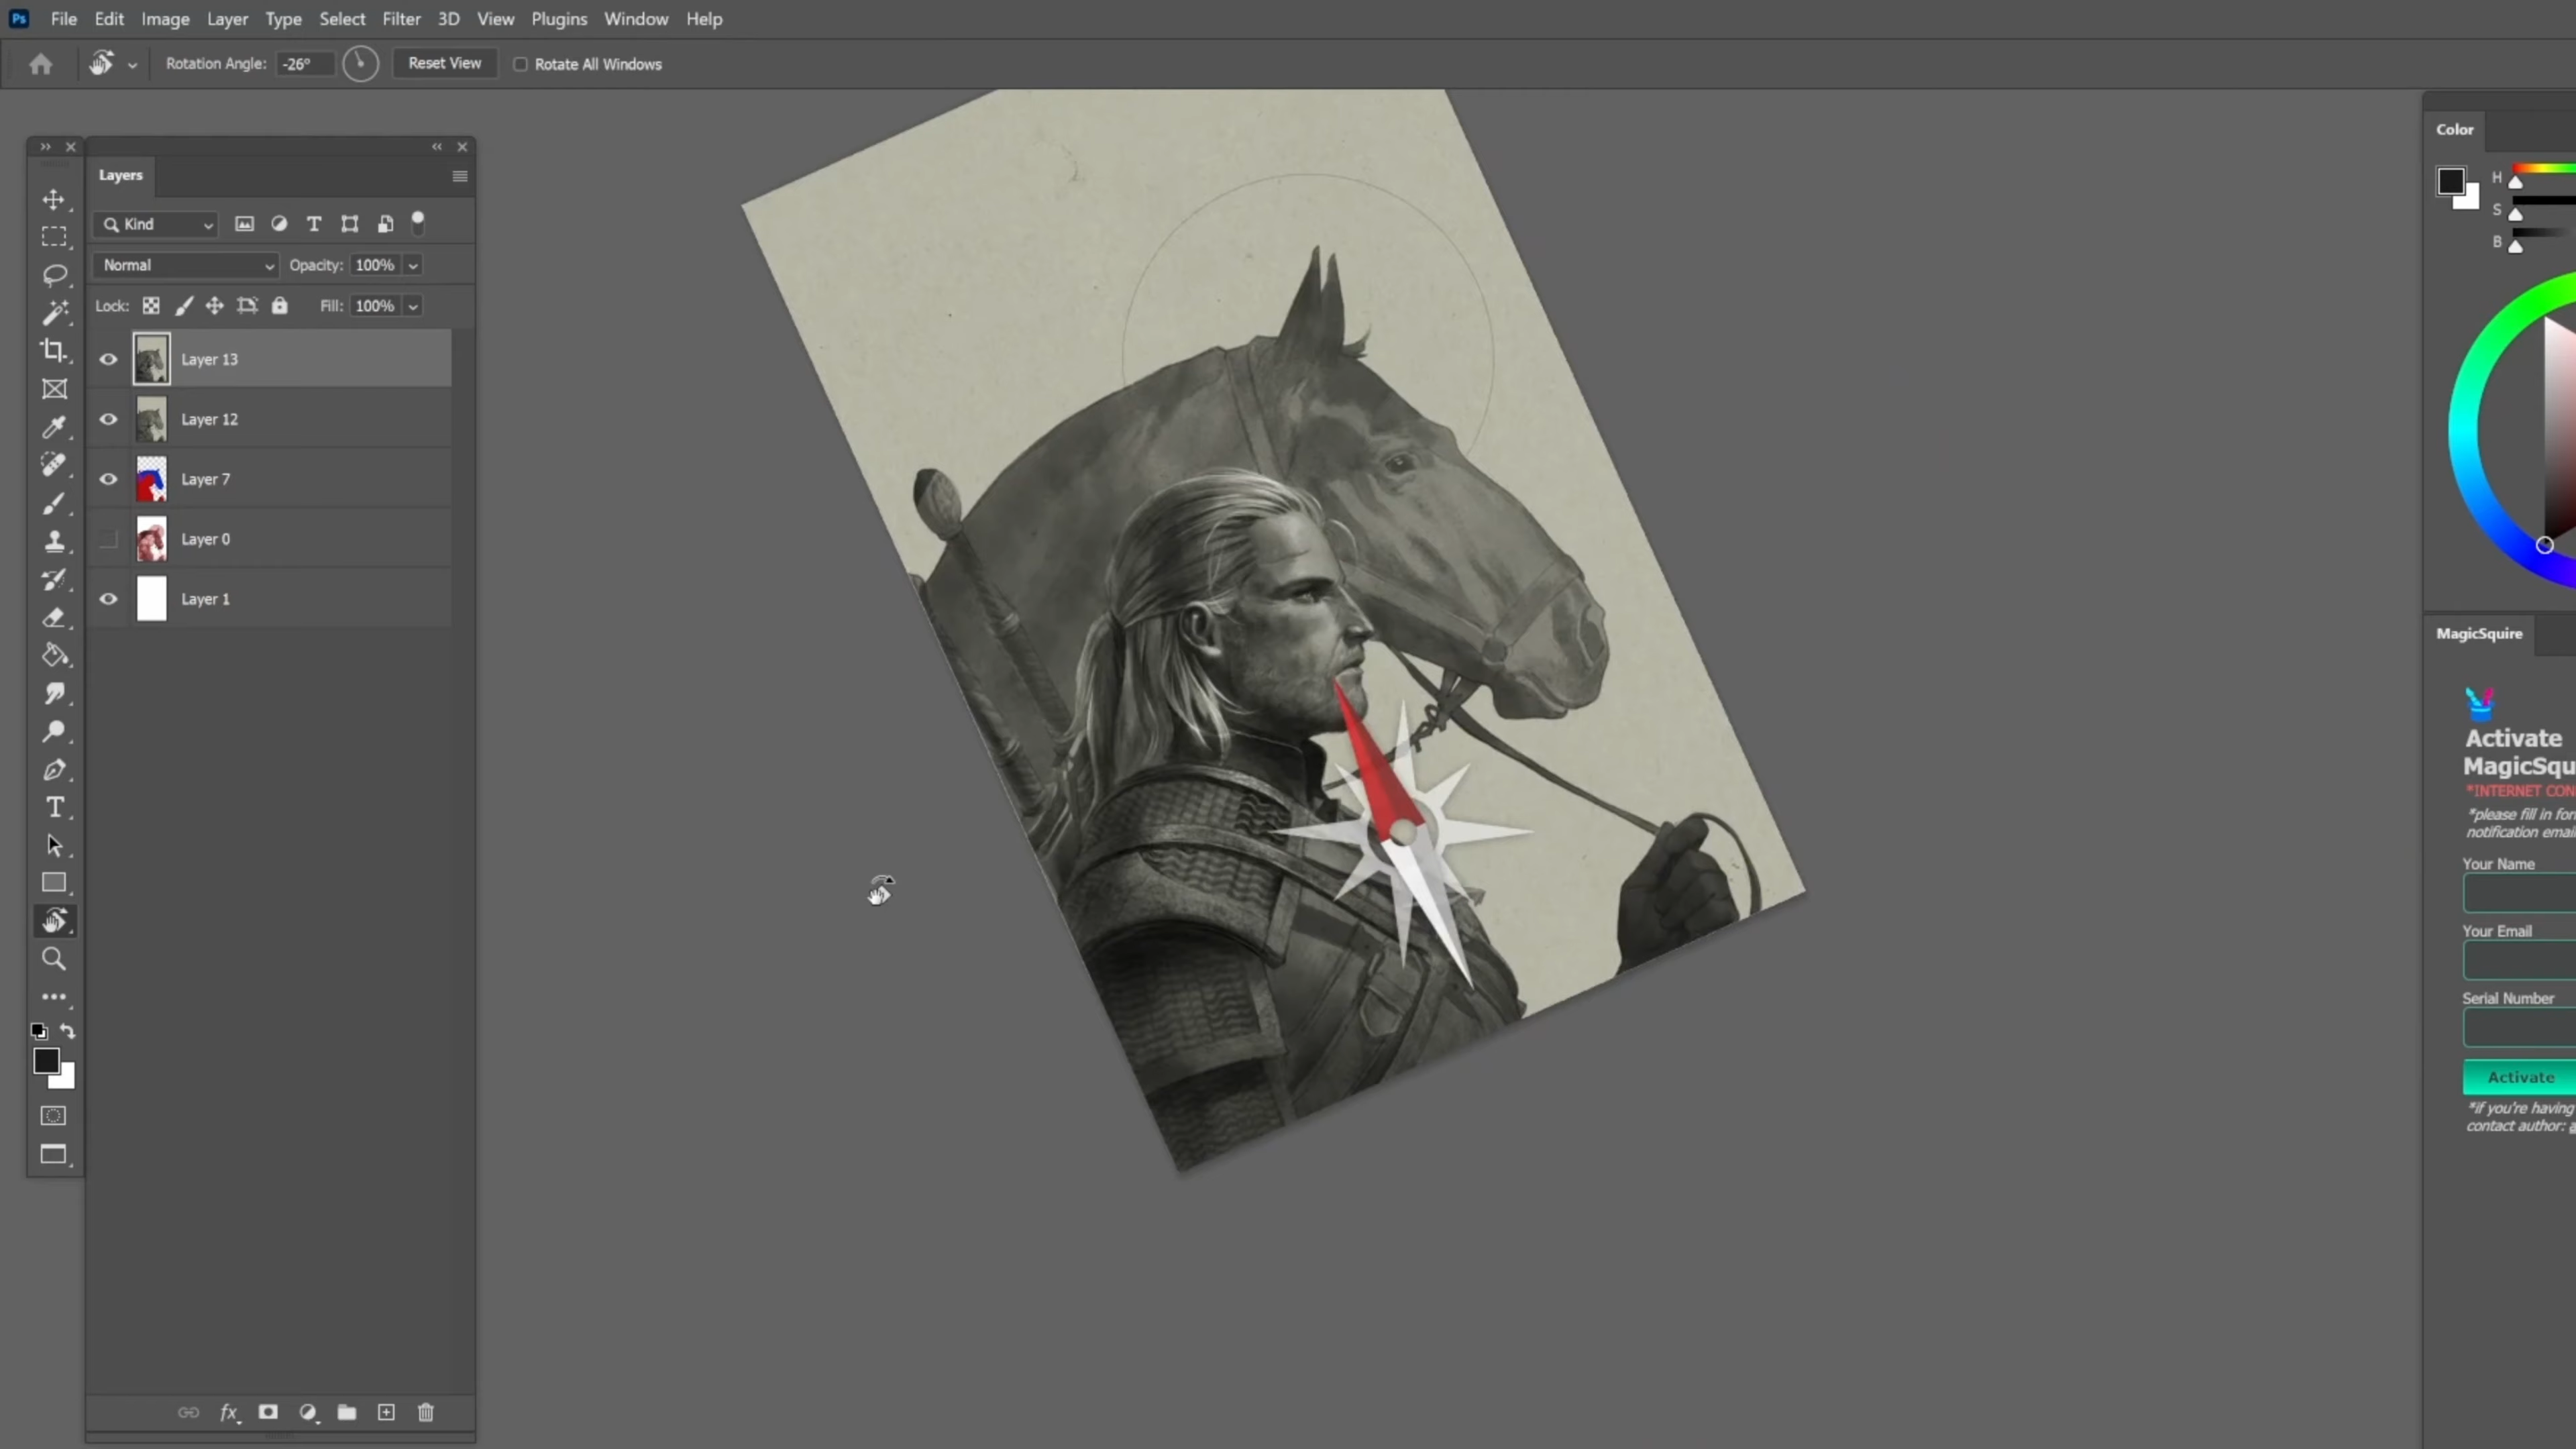 Ps File Edit Image Layer Type Select Filter 3D View Plugins Window Help
Rotation Angle: -26° Reset View Rotate All Windows
Layers
Kind
Normal Opacity: 100%
Lock: Fill: 100%
Layer 13
Layer 12
Layer 7
Layer 0
Layer 1
fx
Color
H
S
B
MagicSquire
Activate
MagicSqu
*INTERNET CON
*please fill in for
notification emai
Your Name
Your Email
Serial Number
Activate
*if you're having
contact author: a